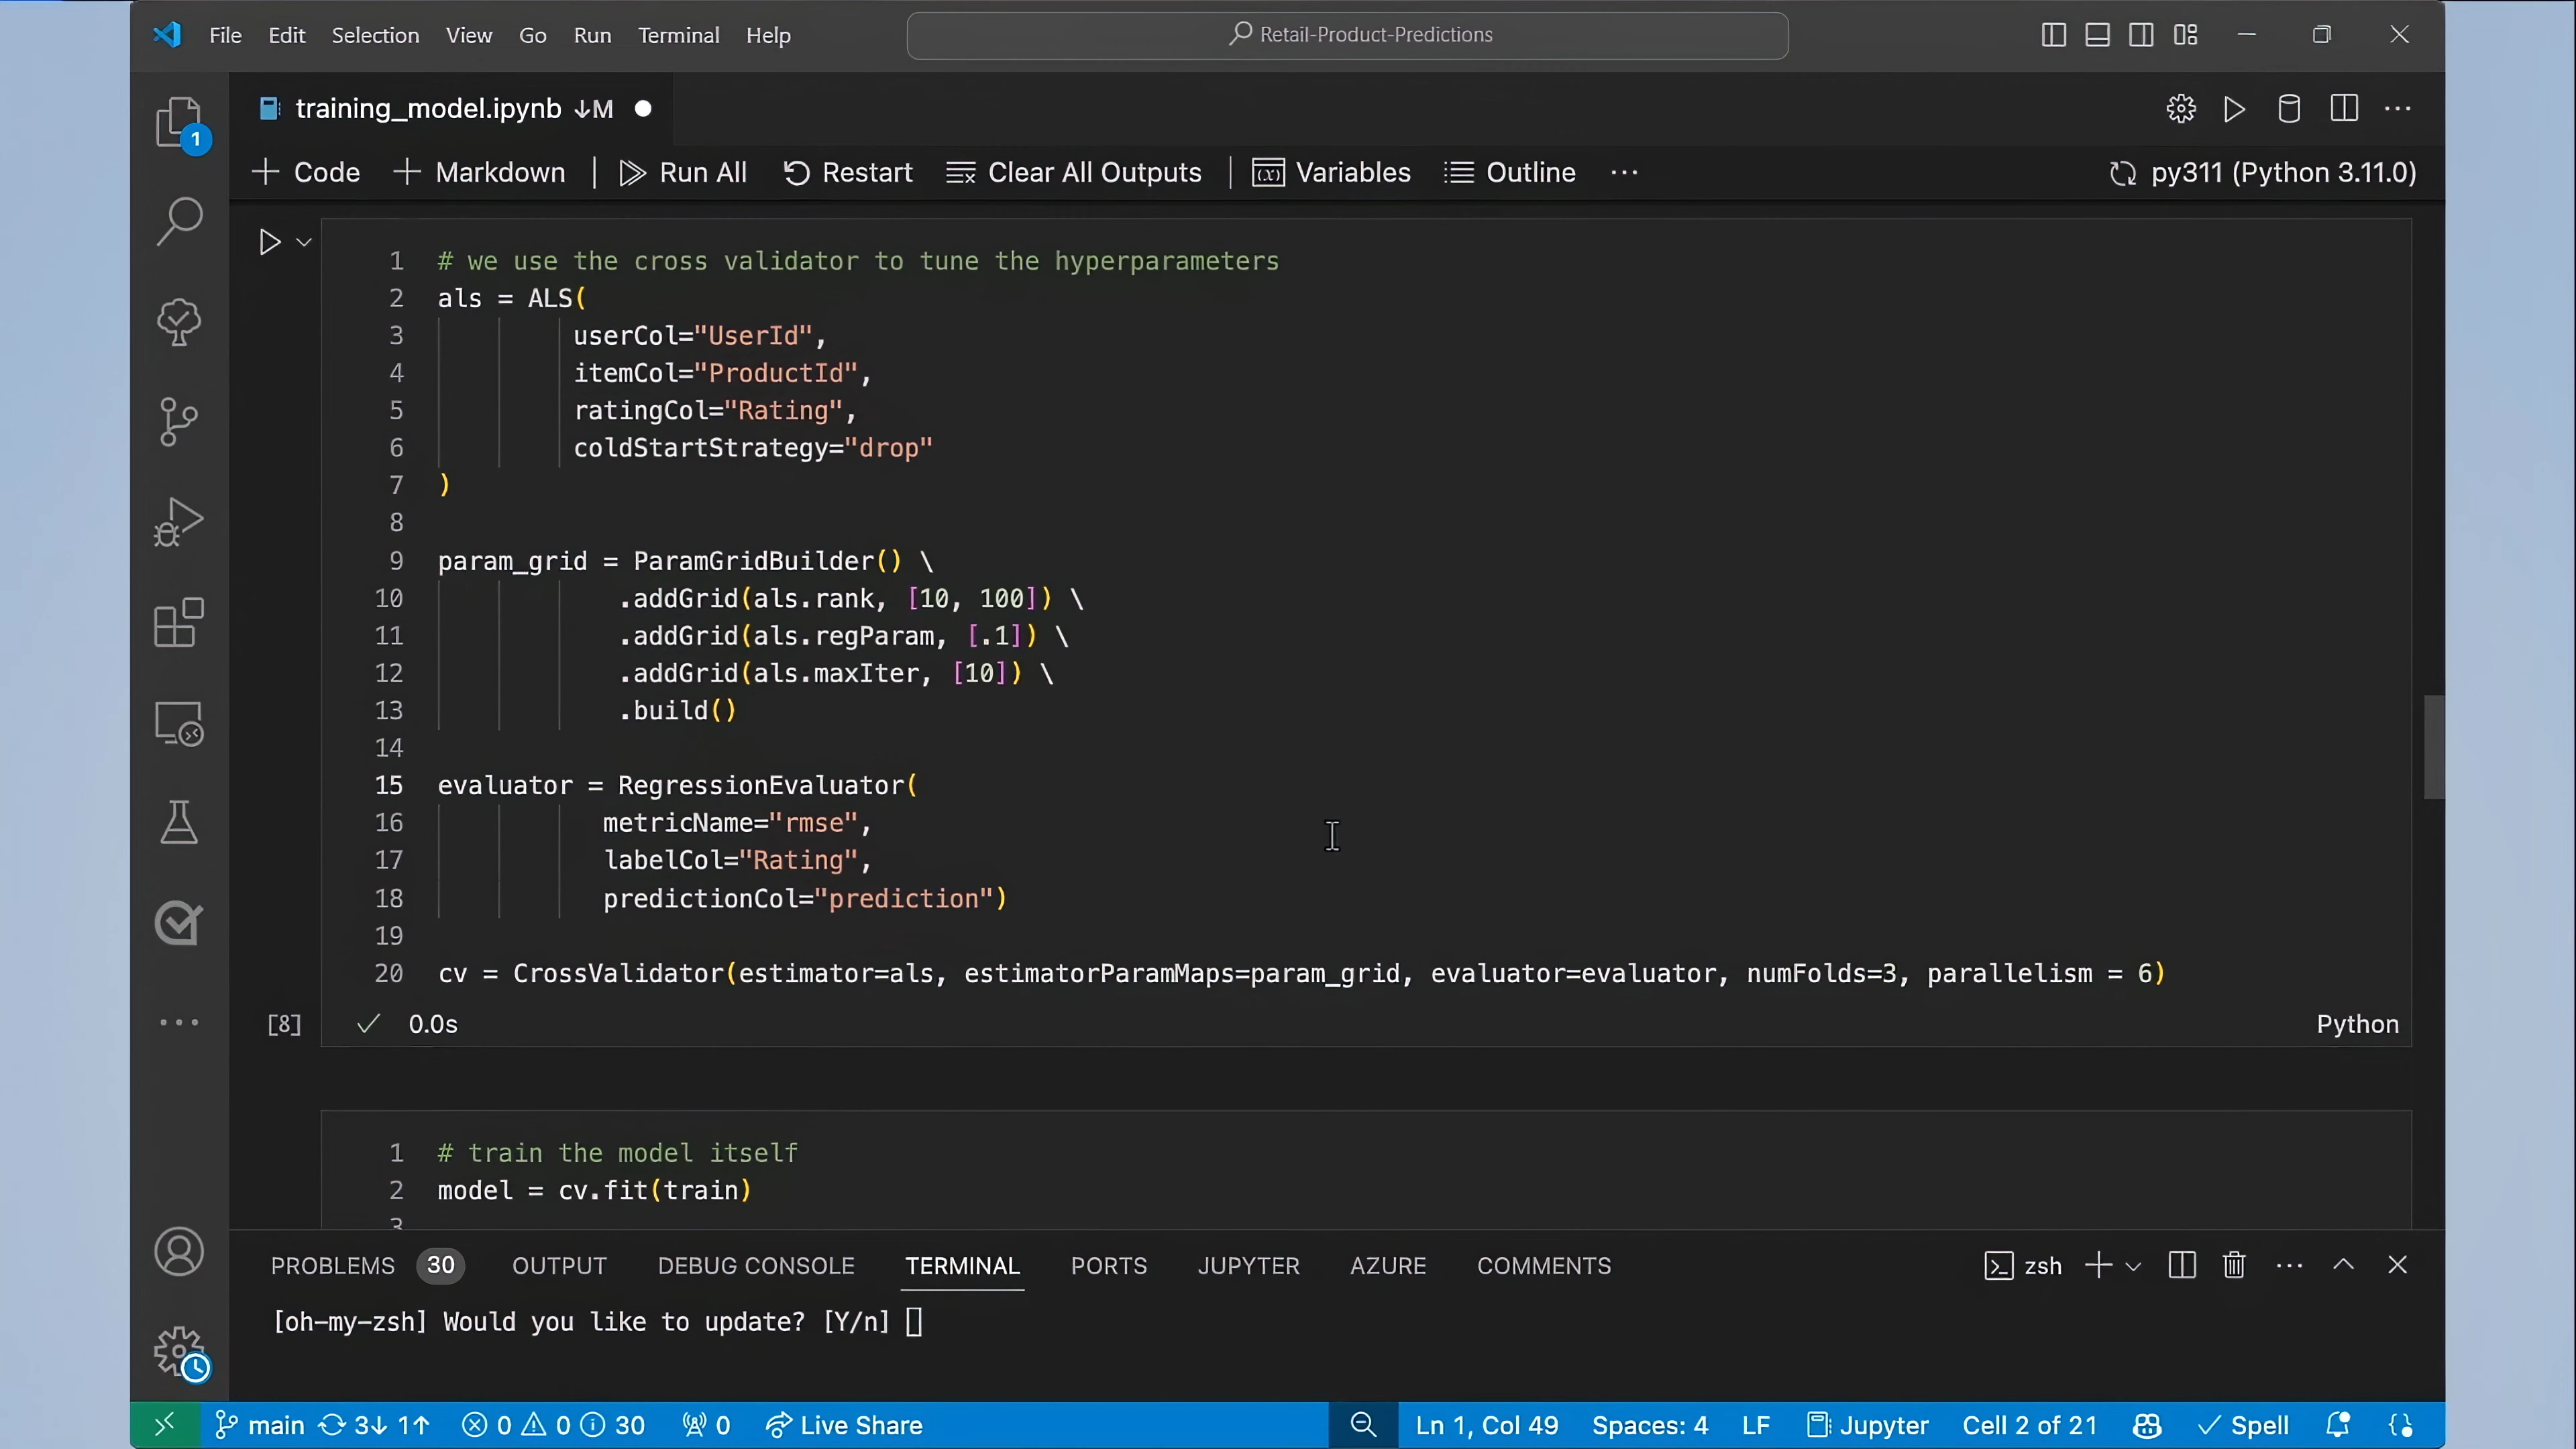 File Edit Selection View Go Run Terminal Help Retail-Product-Predictions
training_model.ipynb ↓M
1
+ Code + Markdown | Run All Restart Clear All Outputs | Variables Outline ... py311 (Python 3.11.0)
1 # we use the cross validator to tune the hyperparameters
2 als = ALS(
3 userCol="UserId",
4 itemCol="ProductId",
5 ratingCol="Rating",
6 coldStartStrategy="drop"
7 )
8
9 param_grid = ParamGridBuilder() \
10 .addGrid(als.rank, [10, 100]) \
11 .addGrid(als.regParam, [.1]) \
12 .addGrid(als.maxIter, [10]) \
13 .build()
14
15 evaluator = RegressionEvaluator(
16 metricName="rmse",
17 labelCol="Rating",
18 predictionCol="prediction")
19
20 cv = CrossValidator(estimator=als, estimatorParamMaps=param_grid, evaluator=evaluator, numFolds=3, parallelism = 6)
[8] ✓ 0.0s Python
1 # train the model itself
2 model = cv.fit(train)
3
PROBLEMS 30 OUTPUT DEBUG CONSOLE TERMINAL PORTS JUPYTER AZURE COMMENTS zsh
[oh-my-zsh] Would you like to update? [Y/n]
main 3↓ 1↑ 0 0 30 0 Live Share Ln 1, Col 49 Spaces: 4 LF Jupyter Cell 2 of 21 Spell